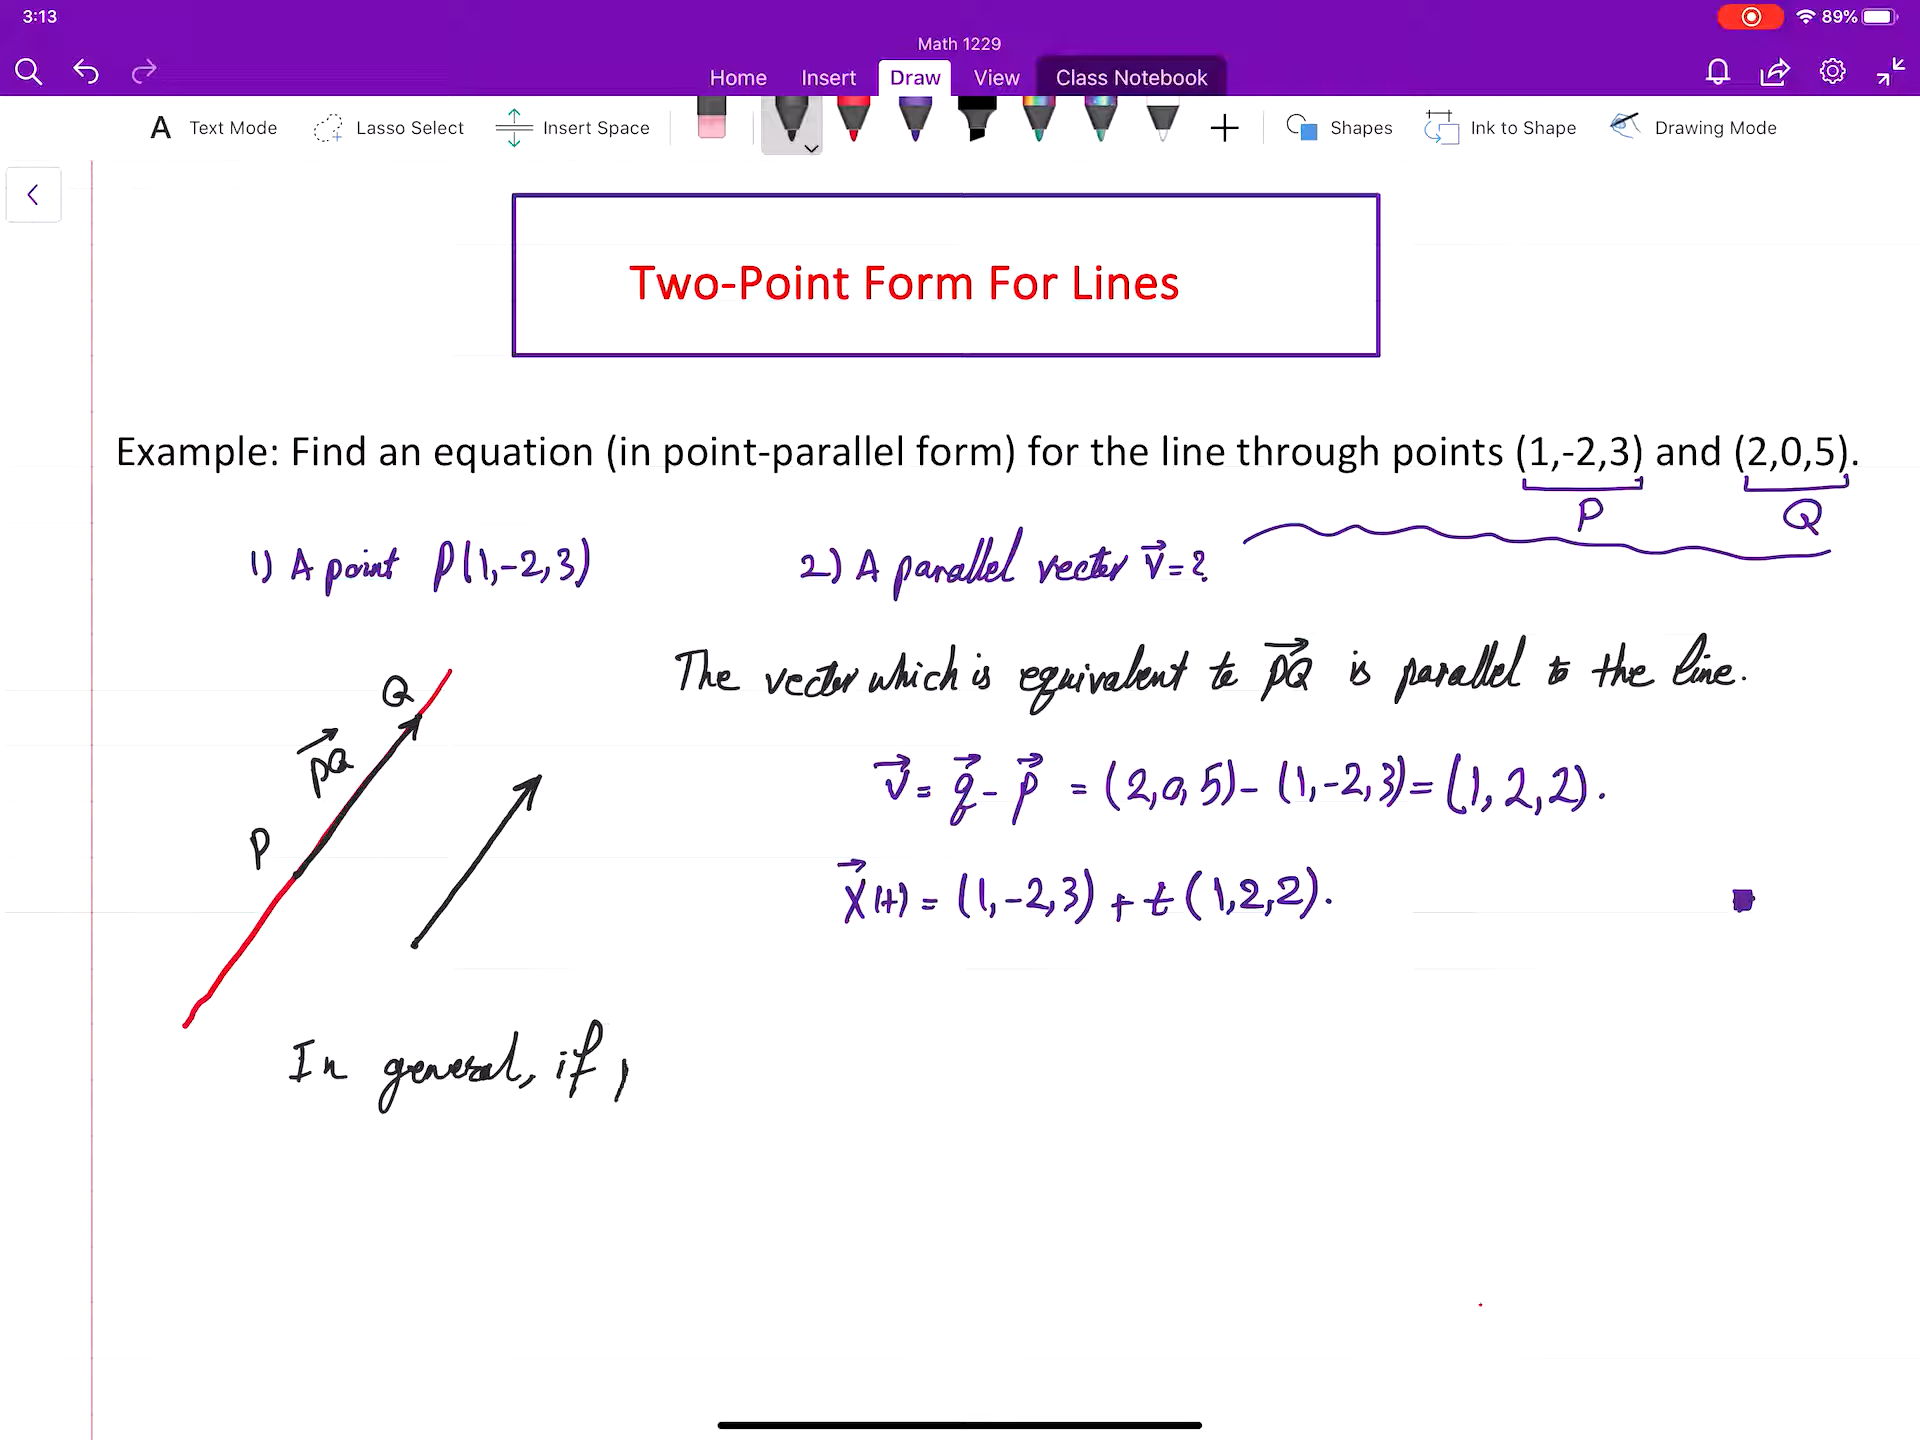 3:13
89%
Math 1229
Home Insert Draw View Class Notebook
A Text Mode Lasso Select Insert Space Shapes Ink to Shape Drawing Mode
Two-Point Form For Lines
Example: Find an equation (in point-parallel form) for the line through points (1,-2,3) and (2,0,5).
P Q
1) A point P(1,-2,3) 2) A parallel vector v⃗ = ?
The vector which is equivalent to PQ⃗ is parallel to the line.
Q
PQ⃗
P
v⃗ = q⃗ - p⃗ = (2,0,5) - (1,-2,3) = (1,2,2).
x⃗(t) = (1,-2,3) + t(1,2,2).
In general, if